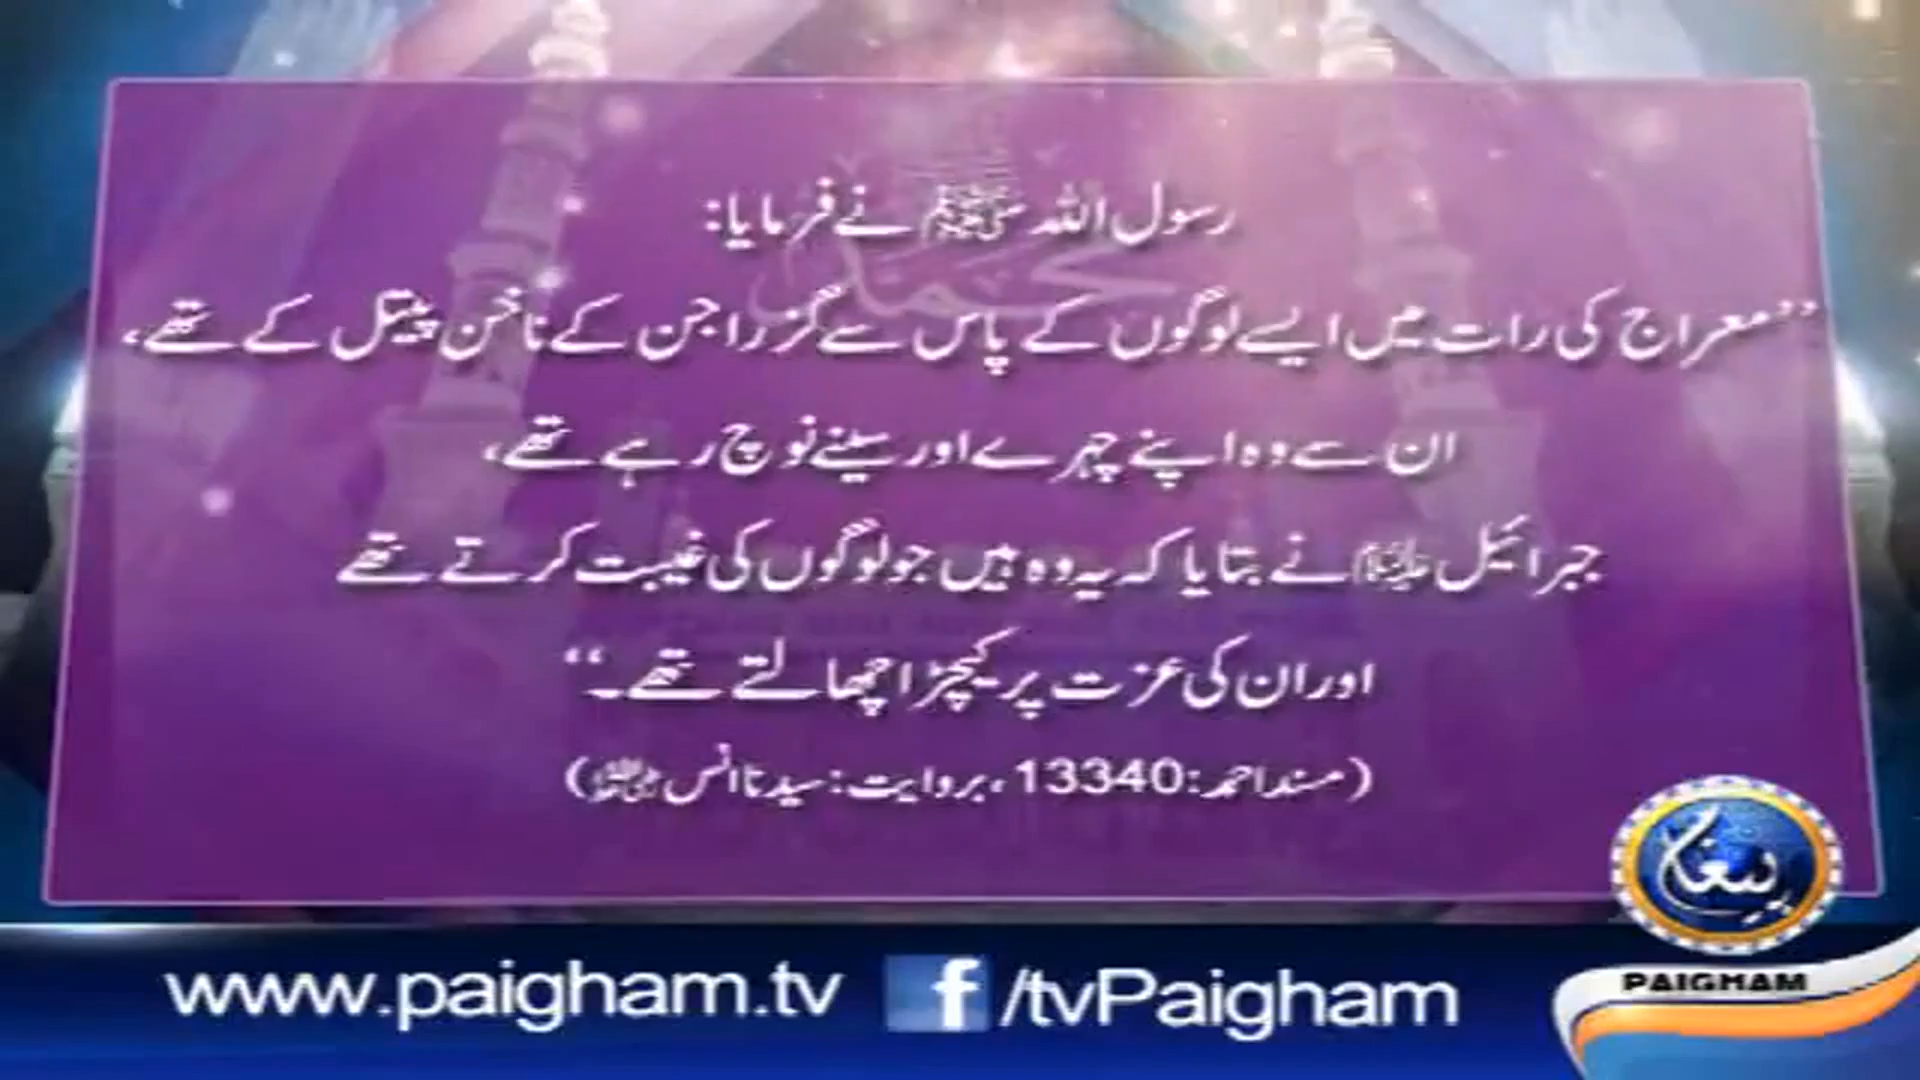 رسول اللہ ﷺ نے فرمایا:
’’معراج کی رات میں ایسے لوگوں کے پاس سے گزرا جن کے ناخن پیتل کے تھے،
ان سے وہ اپنے چہرے اور سینے نوچ رہے تھے،
جبرائیل علیہ السلام نے بتایا کہ یہ وہ ہیں جو لوگوں کی غیبت کرتے تھے
اور ان کی عزت پر کیچڑ اچھالتے تھے۔‘‘
(مسند احمد: 13340، بروایت: سیدنا انس رضی اللہ عنہ)
محمد
پیغام
PAIGHAM
www.paigham.tv
f/tvPaigham